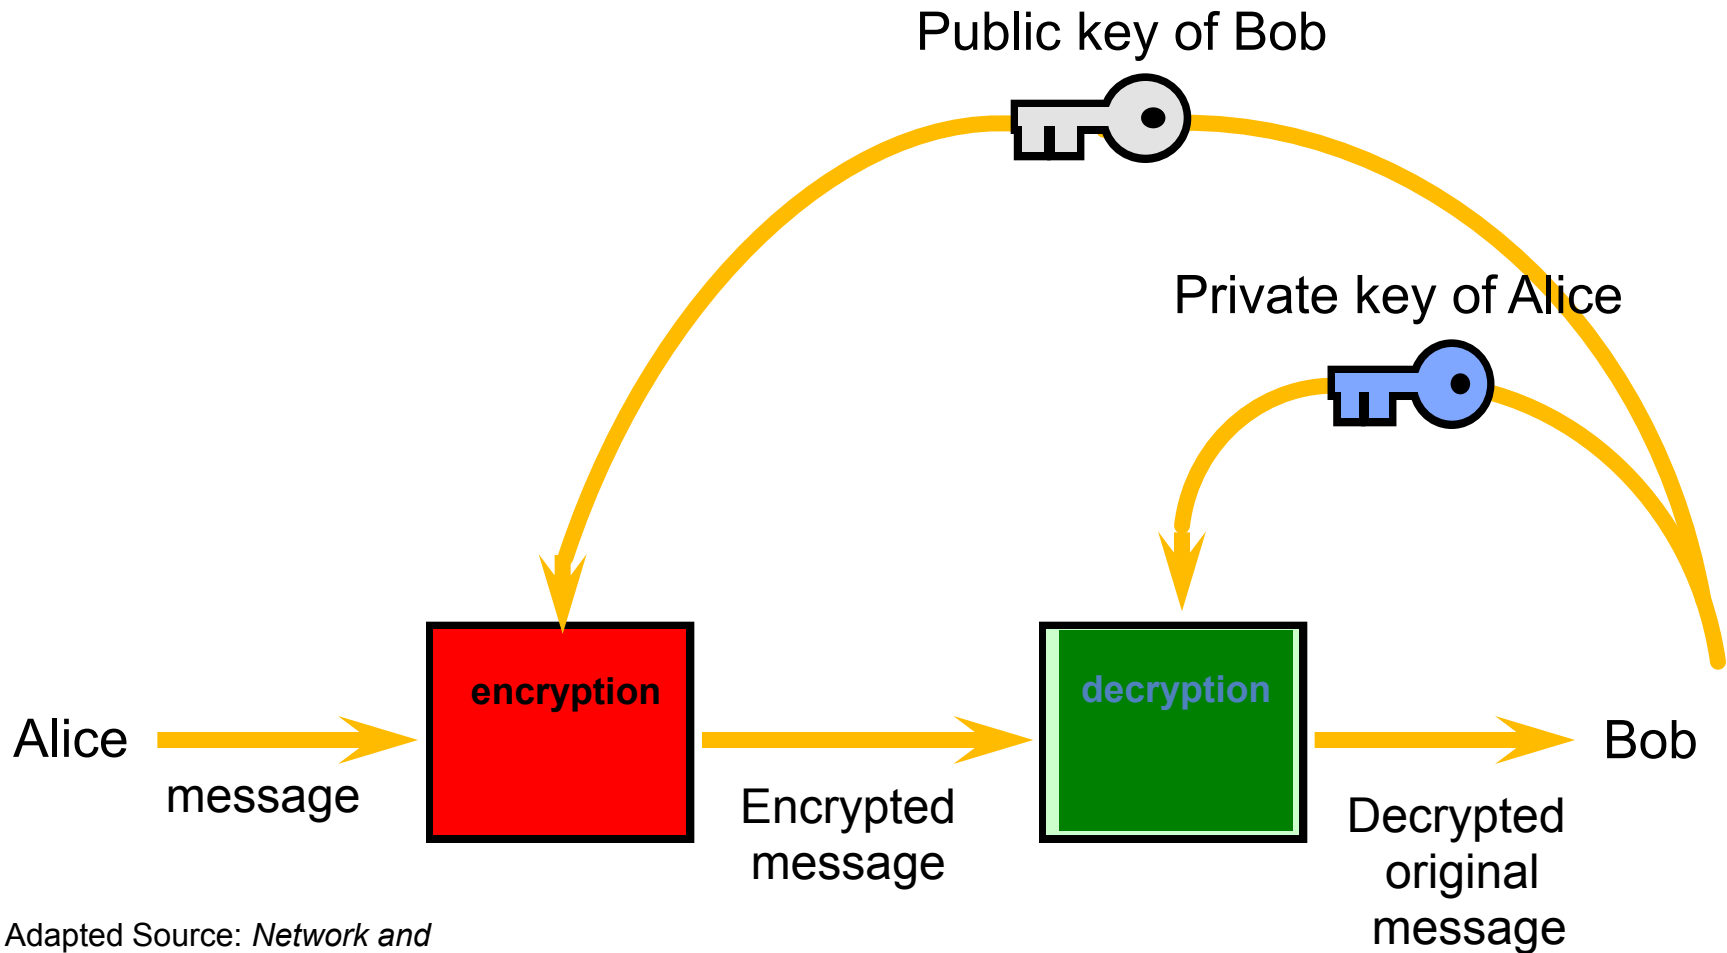 Public key of Bob
Private key of Alice
encryption
decryption
Alice
Bob
message
Encrypted
message
Decrypted
original
message
Adapted Source: Network and